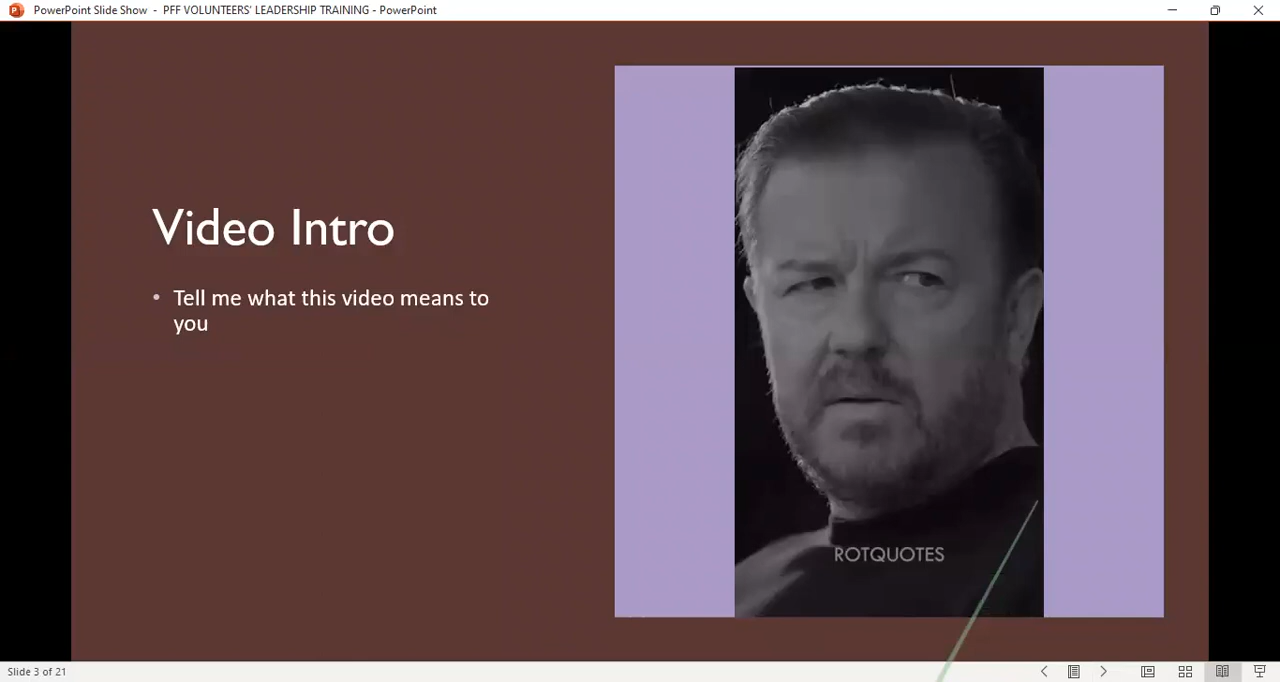 PowerPoint Slide Show - PFF VOLUNTEERS' LEADERSHIP TRAINING - PowerPoint
Video Intro
• Tell me what this video means to
you
ROTQUOTES
Slide 3 of 21